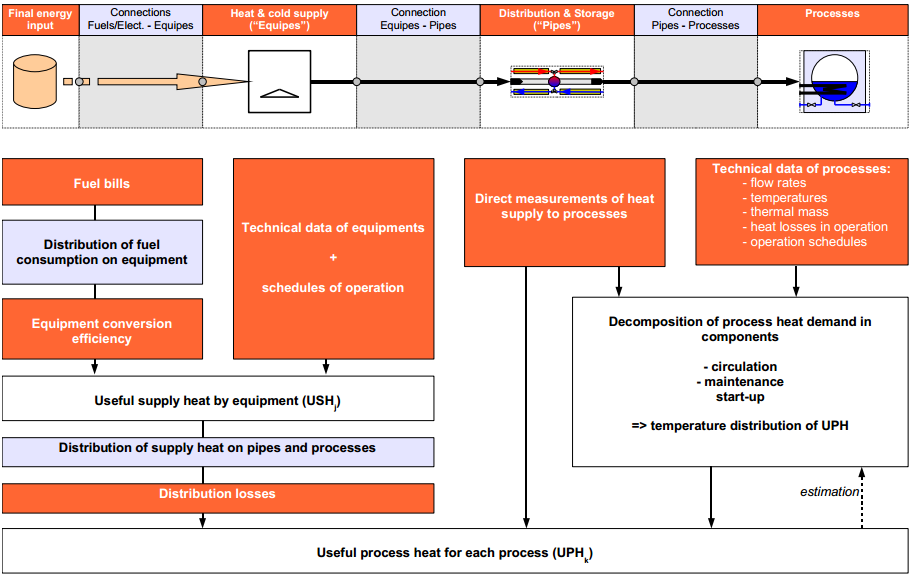 Final energy
input
Connections
Fuels/Elect. - Equipes
Heat & cold supply
("Equipes")
Connection
Equipes - Pipes
Distribution & Storage
("Pipes")
Connection
Pipes - Processes
Processes
Fuel bills
Distribution of fuel
consumption on equipment
Equipment conversion
efficiency
Technical data of equipments
+
schedules of operation
Direct measurements of heat
supply to processes
Technical data of processes:
- flow rates
- temperatures
- thermal mass
- heat losses in operation
- operation schedules
Decomposition of process heat demand in
components
- circulation
- maintenance
start-up
=> temperature distribution of UPH
Useful supply heat by equipment (USHj)
Distribution of supply heat on pipes and processes
Distribution losses
estimation
Useful process heat for each process (UPHk)